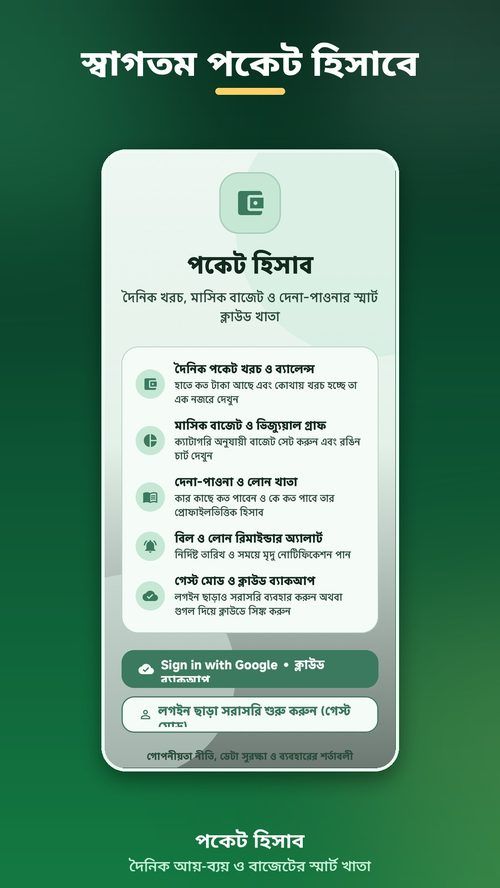 স্বাগতম পকেট হিসাবে
পকেট হিসাব
দৈনিক খরচ, মাসিক বাজেট ও দেনা-পাওনার স্মার্ট
ক্লাউড খাতা
দৈনিক পকেট খরচ ও ব্যালেন্স
হাতে কত টাকা আছে এবং কোথায় খরচ হচ্ছে তা
এক নজরে দেখুন
মাসিক বাজেট ও ভিজ্যুয়াল গ্রাফ
ক্যাটাগরি অনুযায়ী বাজেট সেট করুন এবং রঙিন
চার্ট দেখুন
দেনা-পাওনা ও লোন খাতা
কার কাছে কত পাবেন ও কে কত পাবে তার
প্রোফাইলভিত্তিক হিসাব
বিল ও লোন রিমাইন্ডার অ্যালার্ট
নির্দিষ্ট তারিখ ও সময়ে মৃদু নোটিফিকেশন পান
গেস্ট মোড ও ক্লাউড ব্যাকআপ
লগইন ছাড়াও সরাসরি ব্যবহার করুন অথবা
গুগল দিয়ে ক্লাউডে সিঙ্ক করুন
Sign in with Google • ক্লাউড
ব্যাকআপ
লগইন ছাড়া সরাসরি শুরু করুন (গেস্ট
মোড)
গোপনীয়তা নীতি, ডেটা সুরক্ষা ও ব্যবহারের শর্তাবলী
পকেট হিসাব
দৈনিক আয়-ব্যয় ও বাজেটের স্মার্ট খাতা